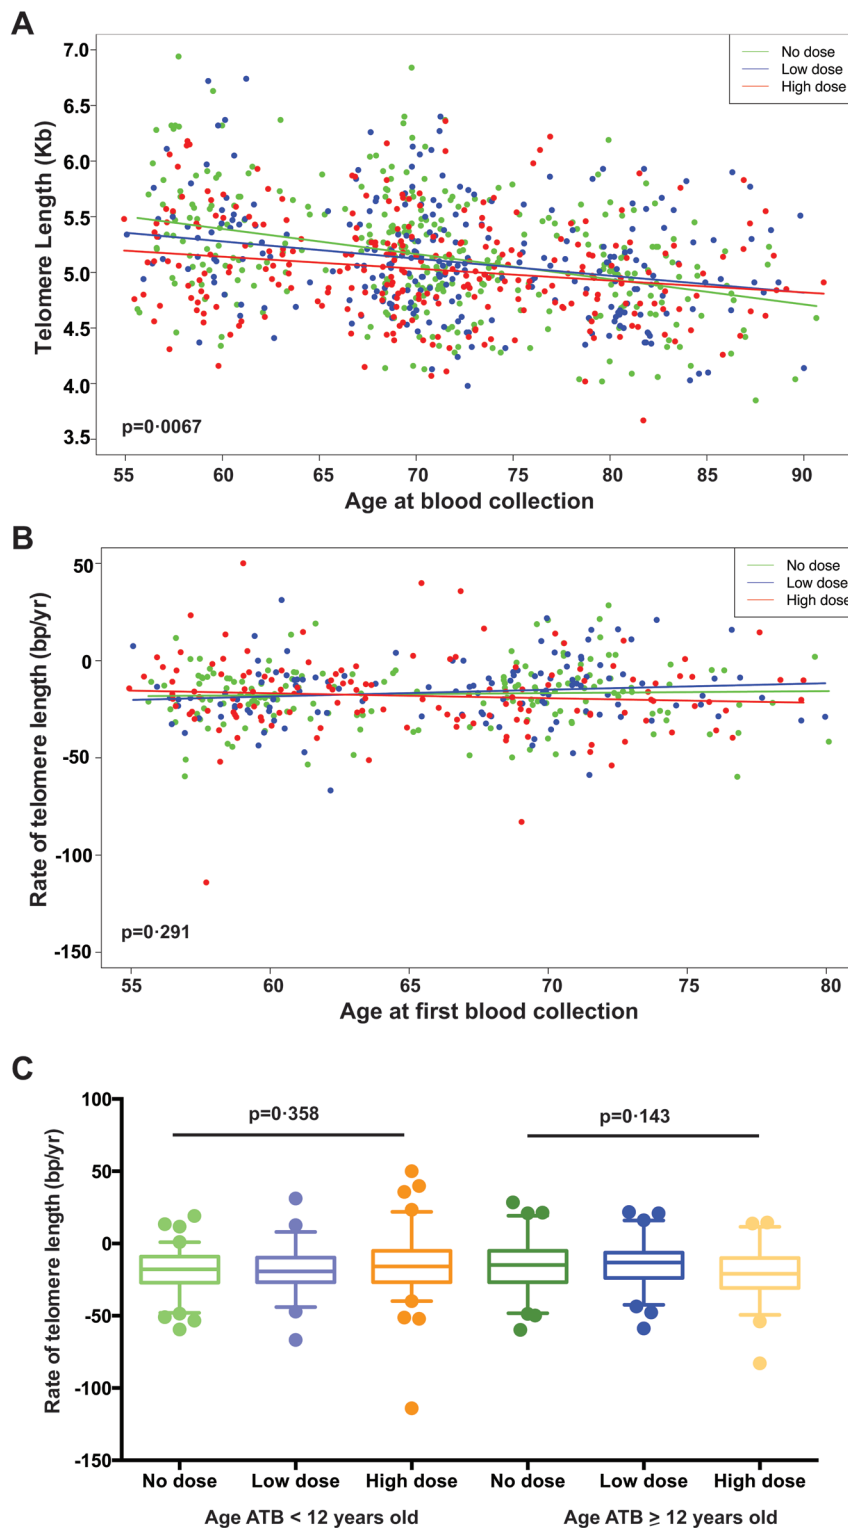 A
Telomere Length (Kb)
7.0
6.5
6.0
5.5
5.0
4.5
4.0
3.5
No dose
Low dose
High dose
p=0·0067
55 60 65 70 75 80 85 90
Age at blood collection
B
Rate of telomere length (bp/yr)
50
0
-50
-100
-150
No dose
Low dose
High dose
p=0·291
55 60 65 70 75 80
Age at first blood collection
C
Rate of telomere length (bp/yr)
100
50
0
-50
-100
-150
p=0·358 p=0·143
No dose Low dose High dose No dose Low dose High dose
Age ATB < 12 years old Age ATB ≥ 12 years old